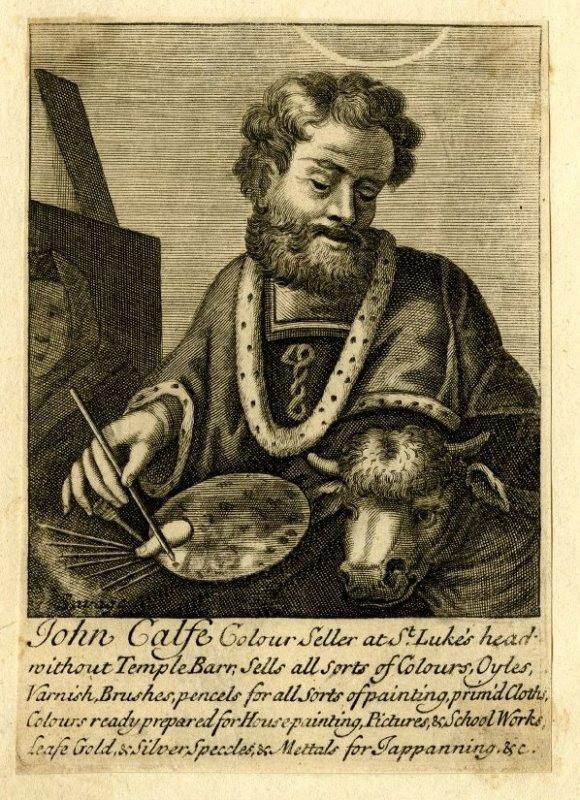 Savage
John Calfe Colour Seller at St. Luke's head
without Temple Barr, Sells all sorts of Colours, Oyles,
Varnish, Brushes, pencels for all Sorts of painting, prim'd Cloths,
Colours ready prepared for House painting, Pictures, & School Works,
Leafe Gold, & Silver, Speccles, & Mettals for Jappanning. &c.